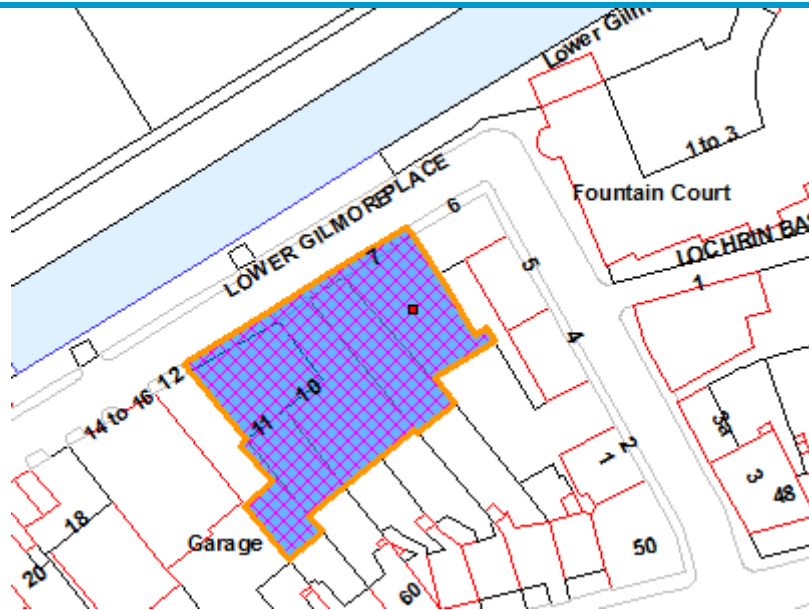 Lower Gilm
1 to 3
Fountain Court
LOWER GILMORE PLACE
6
LOCHRIN BA
7
5
1
4
12
14 to 16
10
11
3a
2
1
3
48
18
Garage
50
20
60